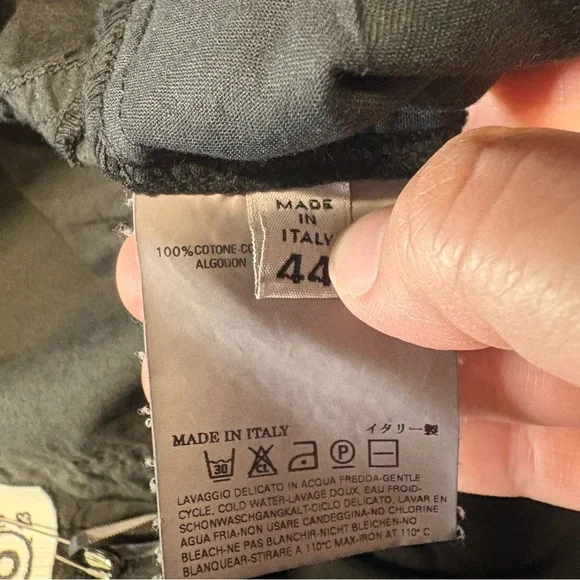 MADE
IN
ITALY
44
100%COTONE-CO
ALGODON-
MADE IN ITALY イタリー製
30 CL P
LAVAGGIO DELICATO IN ACQUA FREDDA-GENTLE
CYCLE, COLD WATER-LAVAGE DOUX, EAU FROID-
SCHONWASCHGANGKALT-CICLO DELICATO, LAVAR EN
AGUA FRIA-NON USARE CANDEGGINA-NO CHLORINE
BLEACH-NE PAS BLANCHIR-NICHT BLEICHEN-NO
BLANQUEAR-STIRARE A 110°C MAX-IRON AT 110° C